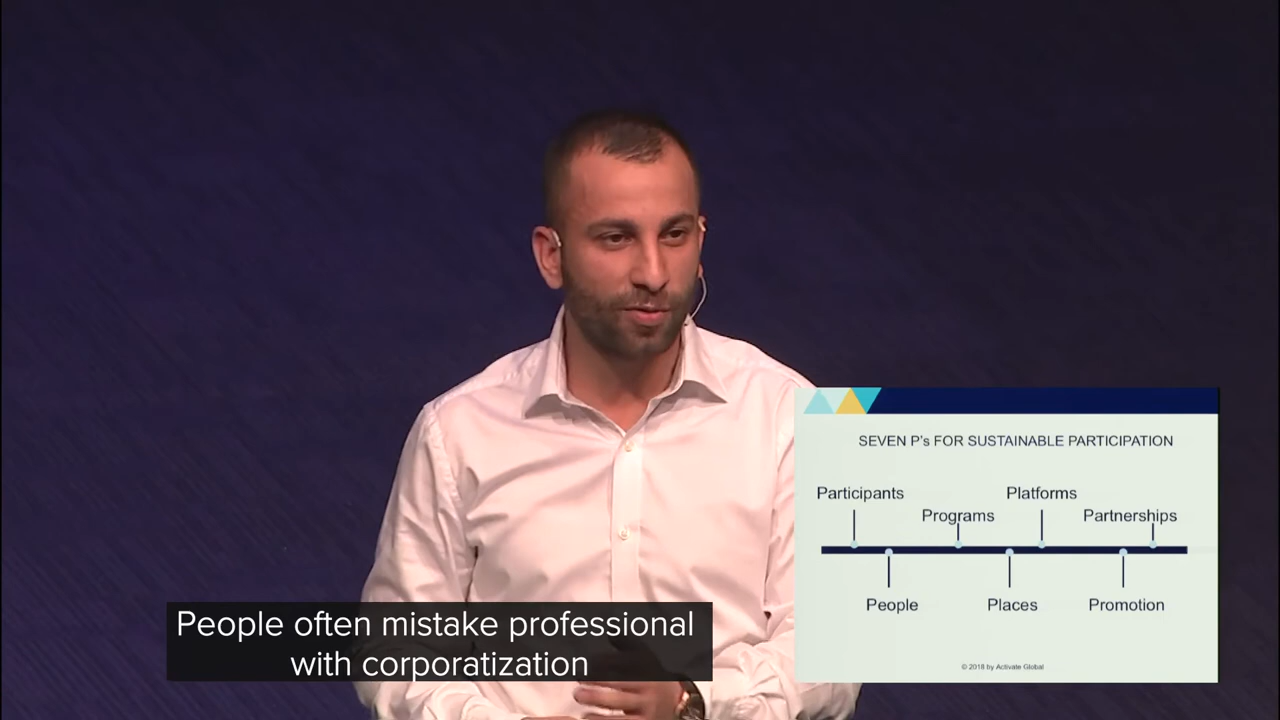 SEVEN P's FOR SUSTAINABLE PARTICIPATION
Participants
Platforms
Programs
Partnerships
People
Places
Promotion
© 2018 by Activate Global
People often mistake professional
with corporatization